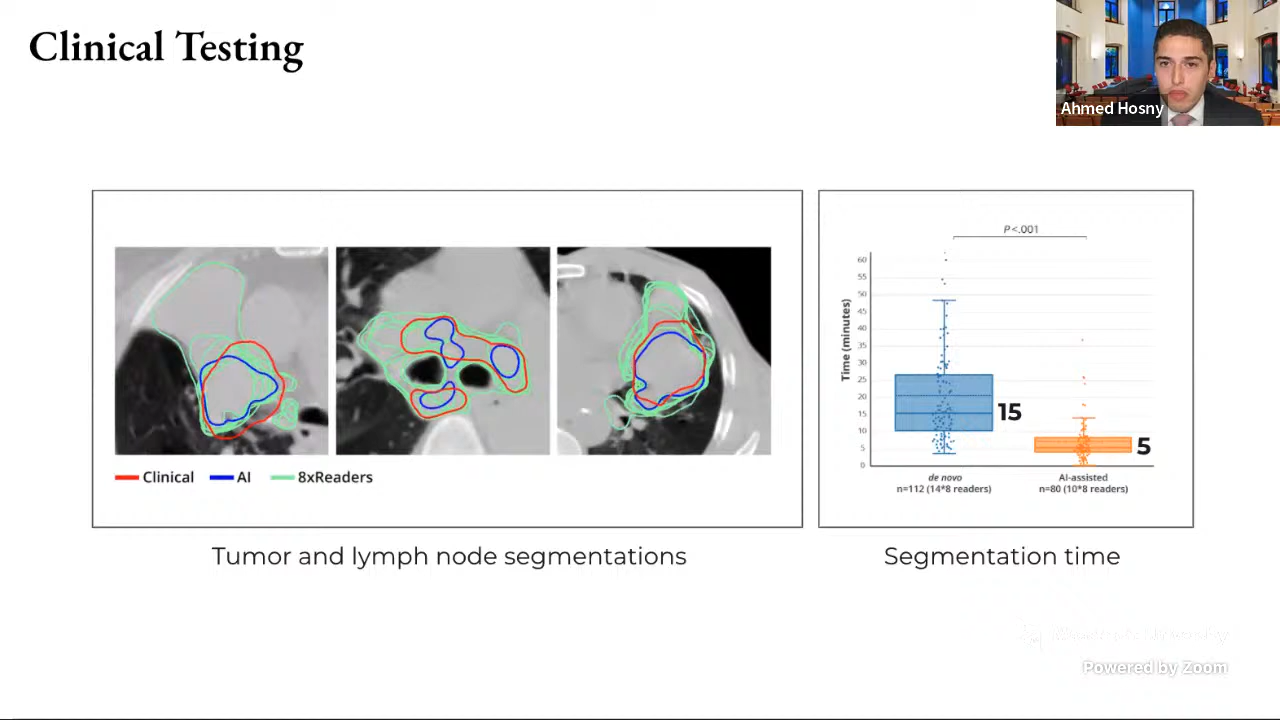 Clinical Testing
Ahmed Hosny
P<.001
Time (minutes)
60
55
50
45
40
35
30
25
20
15
10
5
0
15
5
de novo
n=112 (14*8 readers)
AI-assisted
n=80 (10*8 readers)
Clinical
AI
8xReaders
Tumor and lymph node segmentations
Segmentation time
Powered by Zoom